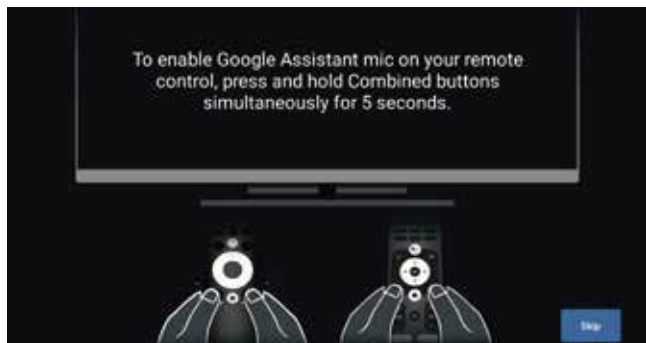 To enable Google Assistant mic on your remote
control, press and hold Combined buttons
simultaneously for 5 seconds.
Skip